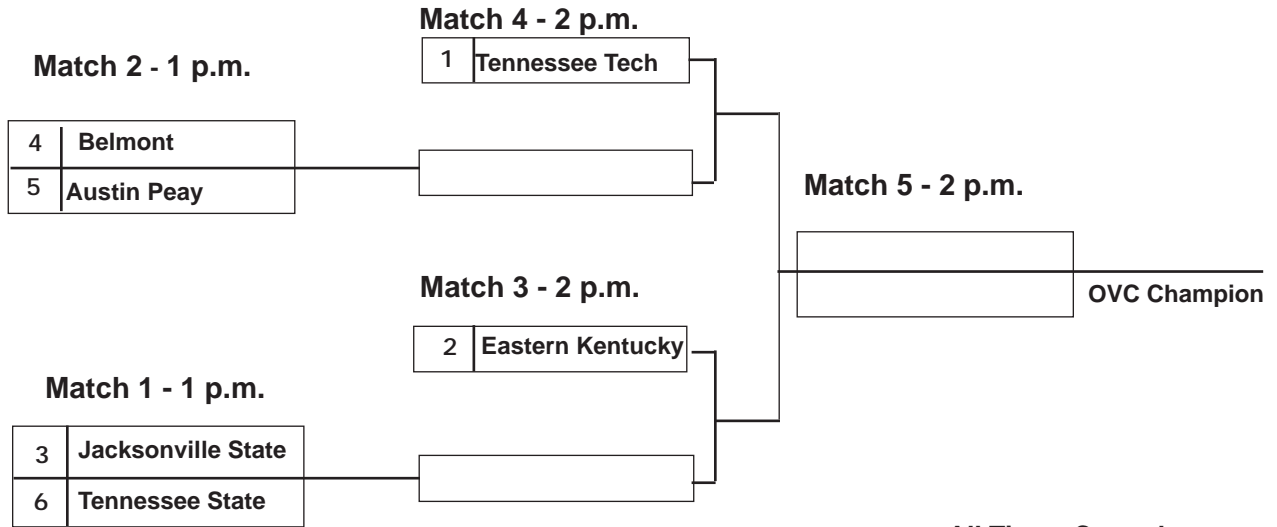 Match 4 - 2 p.m.
1 Tennessee Tech
Match 2 - 1 p.m.
4 Belmont
5 Austin Peay
Match 5 - 2 p.m.
OVC Champion
Match 3 - 2 p.m.
2 Eastern Kentucky
Match 1 - 1 p.m.
3 Jacksonville State
6 Tennessee State